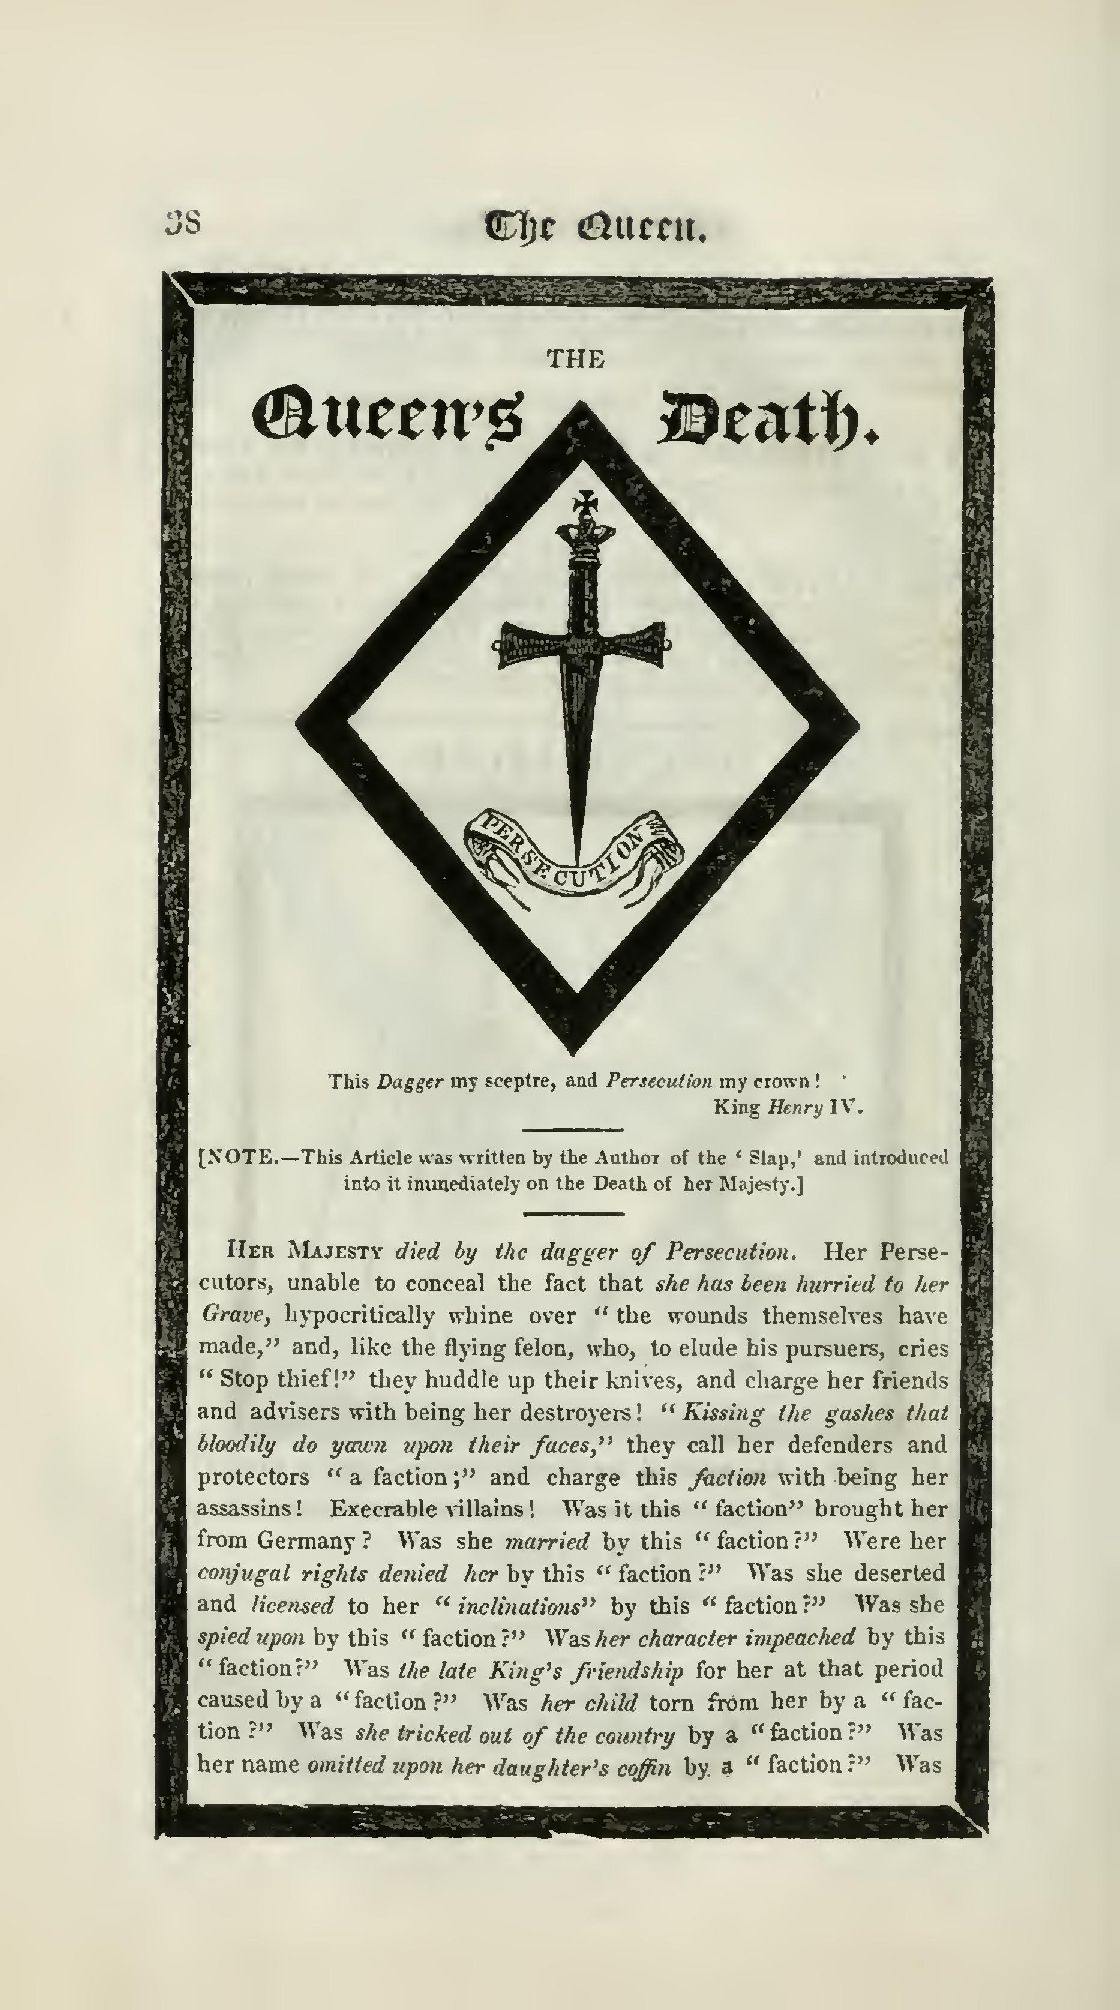 38
The Queen.
THE
Queen's Death.
PERSECUTION
This Dagger my sceptre, and Persecution my crown!
King Henry IV.
[NOTE.—This Article was written by the Author of the ‘Slap,’ and introduced
into it immediately on the Death of her Majesty.]
HER MAJESTY died by the dagger of Persecution. Her Perse-
cutors, unable to conceal the fact that she has been hurried to her
Grave, hypocritically whine over “the wounds themselves have
made,” and, like the flying felon, who, to elude his pursuers, cries
“Stop thief!” they huddle up their knives, and charge her friends
and advisers with being her destroyers! “Kissing the gashes that
bloodily do yawn upon their faces,” they call her defenders and
protectors “a faction;” and charge this faction with being her
assassins! Execrable villains! Was it this “faction” brought her
from Germany? Was she married by this “faction?” Were her
conjugal rights denied her by this “faction?” Was she deserted
and licensed to her “inclinations” by this “faction?” Was she
spied upon by this “faction?” Was her character impeached by this
“faction?” Was the late King's friendship for her at that period
caused by a “faction?” Was her child torn from her by a “fac-
tion?” Was she tricked out of the country by a “faction?” Was
her name omitted upon her daughter's coffin by a “faction?” Was